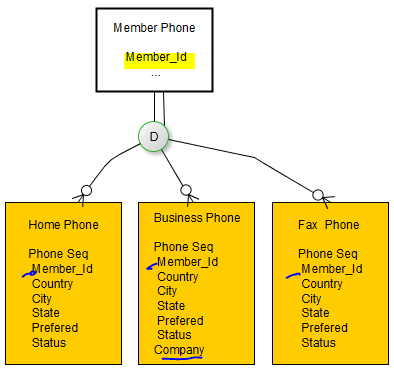 Member Phone
Member_Id
...
D
Home Phone
Phone Seq
Member_Id
Country
City
State
Prefered
Status
Business Phone
Phone Seq
Member_Id
Country
City
State
Prefered
Status
Company
Fax Phone
Phone Seq
Member_Id
Country
City
State
Prefered
Status